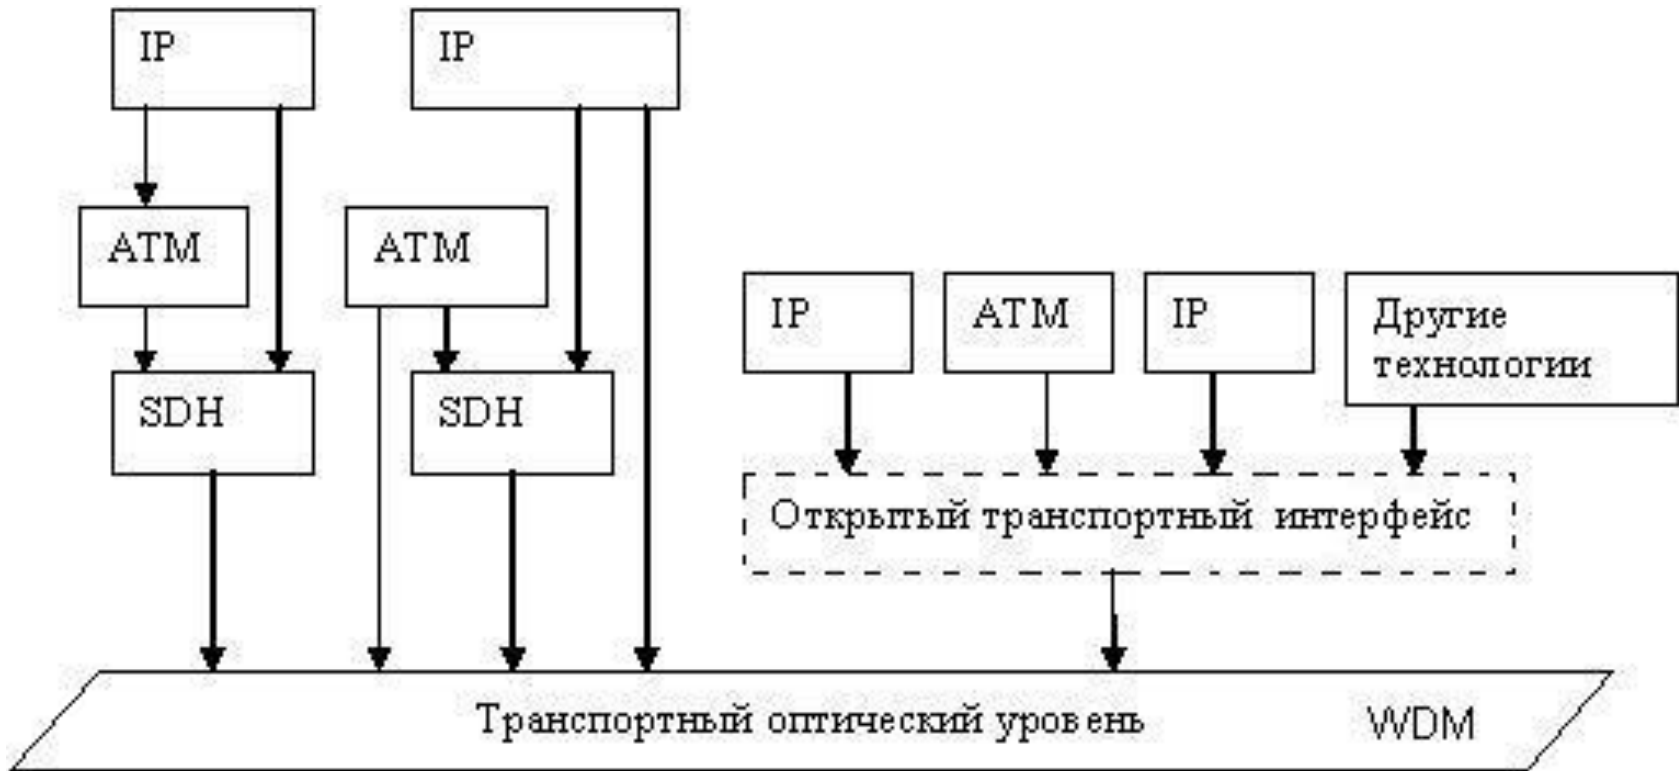 IP
IP
ATM
ATM
IP
ATM
IP
Другие
технологии
SDH
SDH
Открытый транспортный интерфейс
Транспортный оптический уровень
WDM